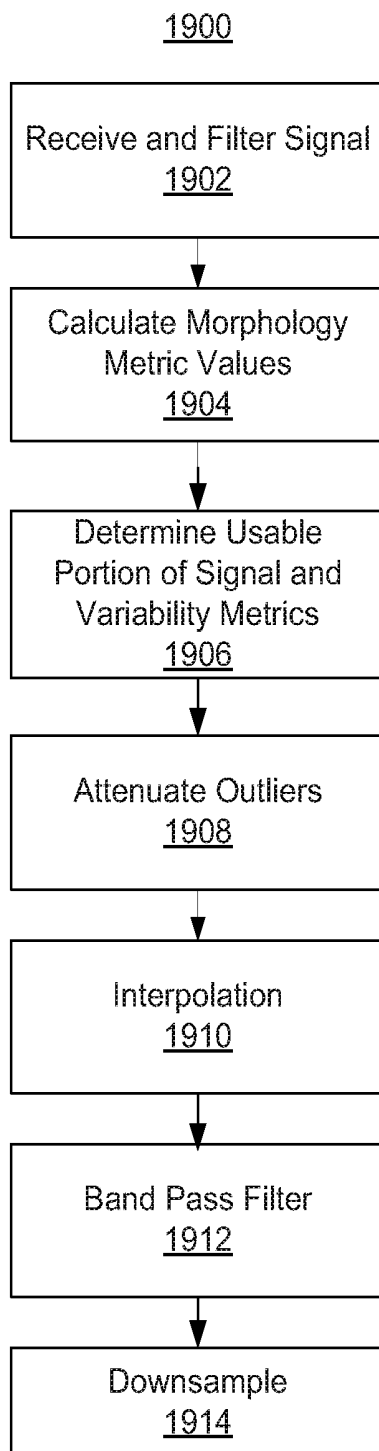 1900
Receive and Filter Signal
1902
Calculate Morphology
Metric Values
1904
Determine Usable
Portion of Signal and
Variability Metrics
1906
Attenuate Outliers
1908
Interpolation
1910
Band Pass Filter
1912
Downsample
1914